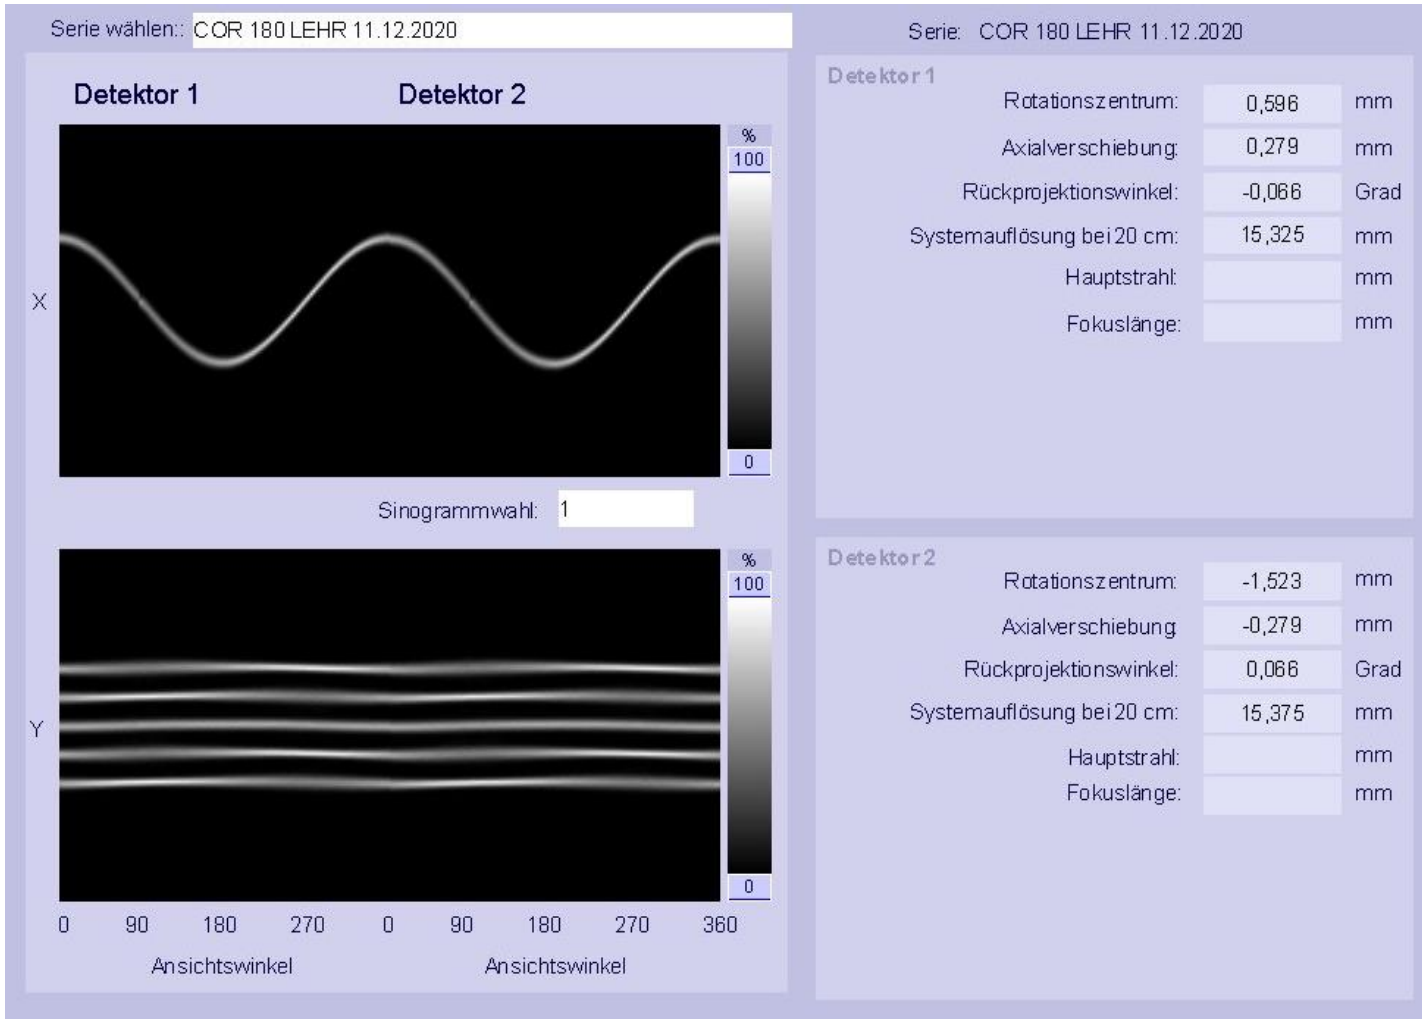 Serie wählen:: COR 180 LEHR 11.12.2020
Detektor 1 Detektor 2
%
100
X
0
Sinogrammwahl: 1
%
100
Y
0
0 90 180 270 0 90 180 270 360
Ansichtswinkel Ansichtswinkel
Serie: COR 180 LEHR 11.12.2020
Detektor 1
Rotationszentrum: 0,596 mm
Axialverschiebung: 0,279 mm
Rückprojektionswinkel: -0,066 Grad
Systemauflösung bei 20 cm: 15,325 mm
Hauptstrahl: mm
Fokuslänge: mm
Detektor 2
Rotationszentrum: -1,523 mm
Axialverschiebung: -0,279 mm
Rückprojektionswinkel: 0,066 Grad
Systemauflösung bei 20 cm: 15,375 mm
Hauptstrahl: mm
Fokuslänge: mm